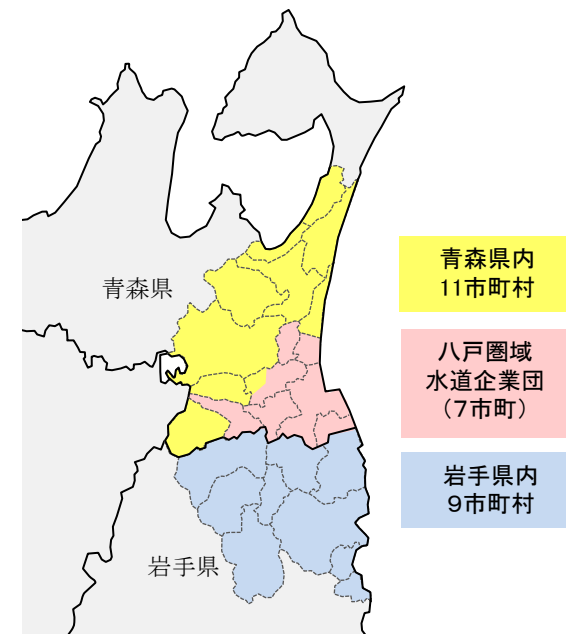 青森県
岩手県
青森県内
11市町村
八戸圏域
水道企業団
（７市町）
岩手県内
９市町村